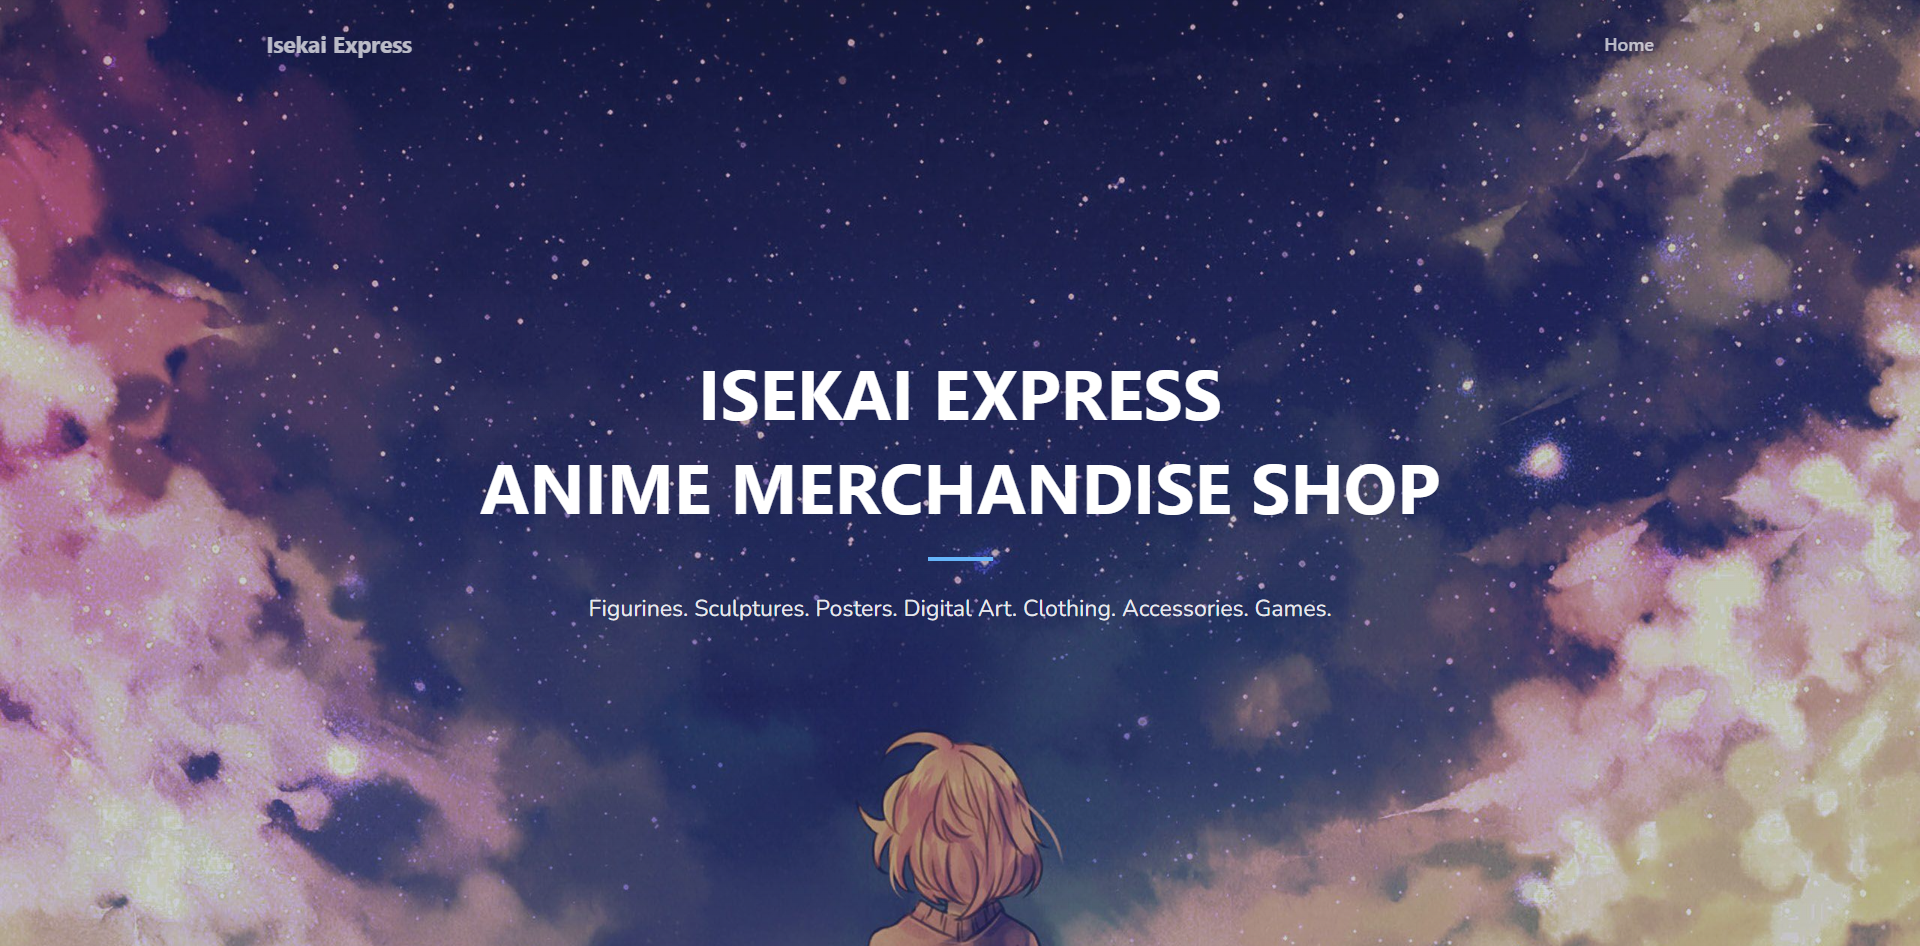 Isekai Express
Home
ISEKAI EXPRESS
ANIME MERCHANDISE SHOP
Figurines. Sculptures. Posters. Digital Art. Clothing. Accessories. Games.